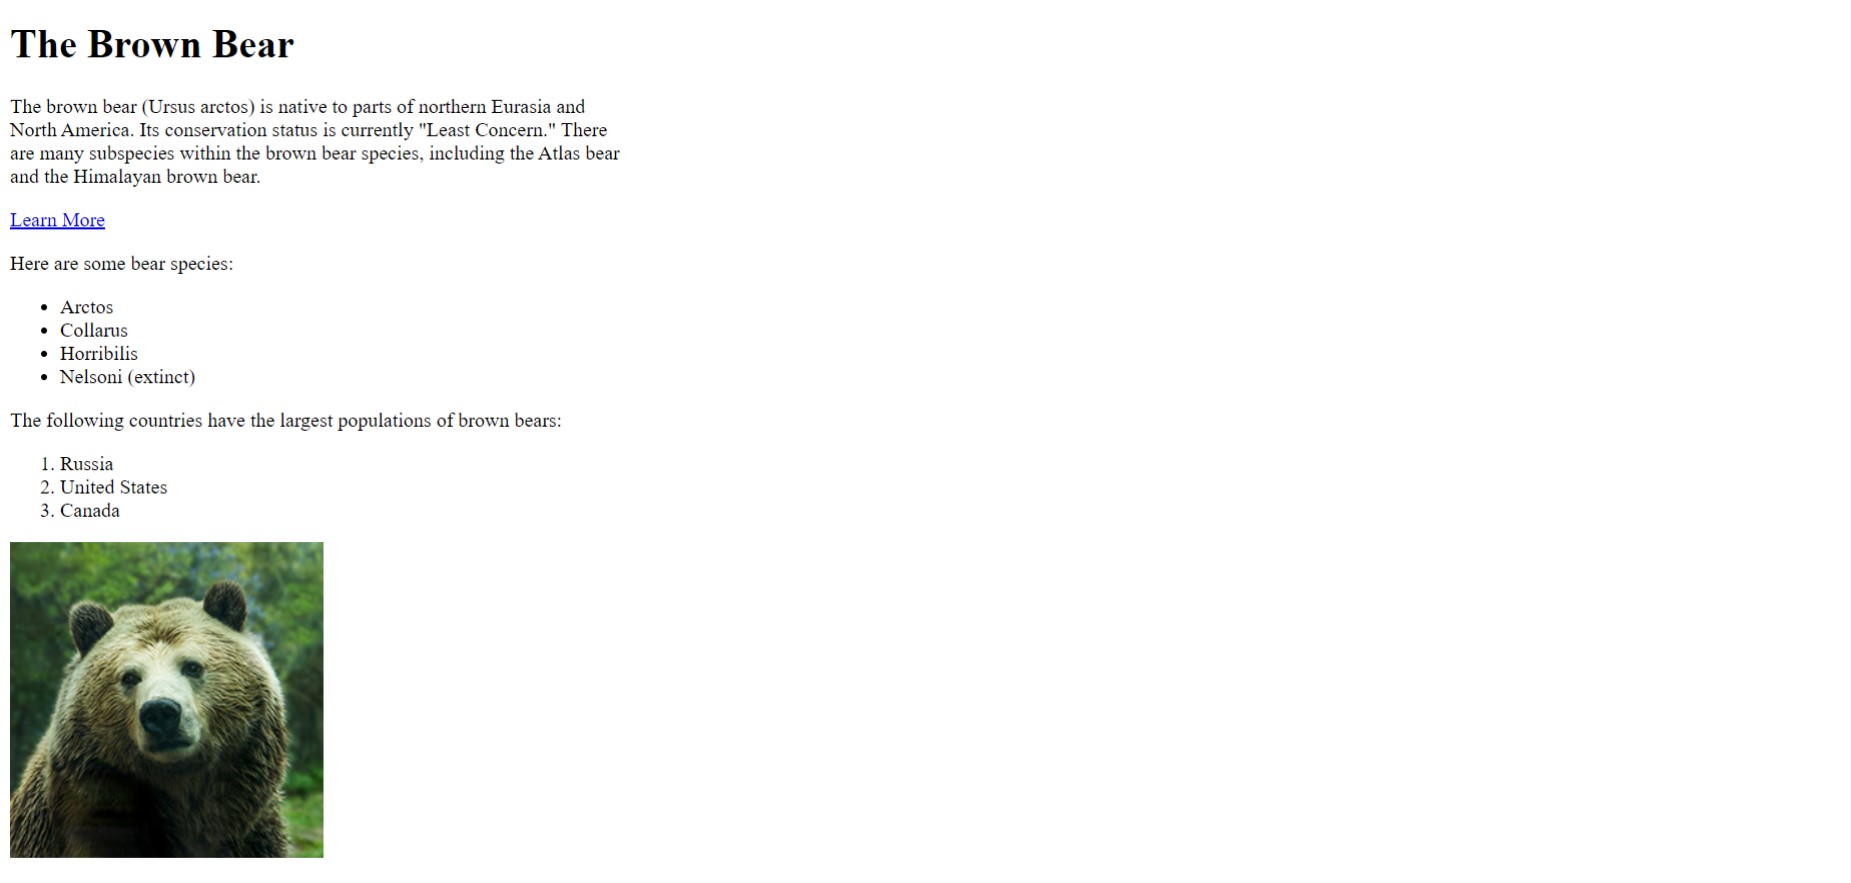 The Brown Bear
The brown bear (Ursus arctos) is native to parts of northern Eurasia and
North America. Its conservation status is currently "Least Concern." There
are many subspecies within the brown bear species, including the Atlas bear
and the Himalayan brown bear.
Learn More
Here are some bear species:
• Arctos
• Collarus
• Horribilis
• Nelsoni (extinct)
The following countries have the largest populations of brown bears:
1. Russia
2. United States
3. Canada